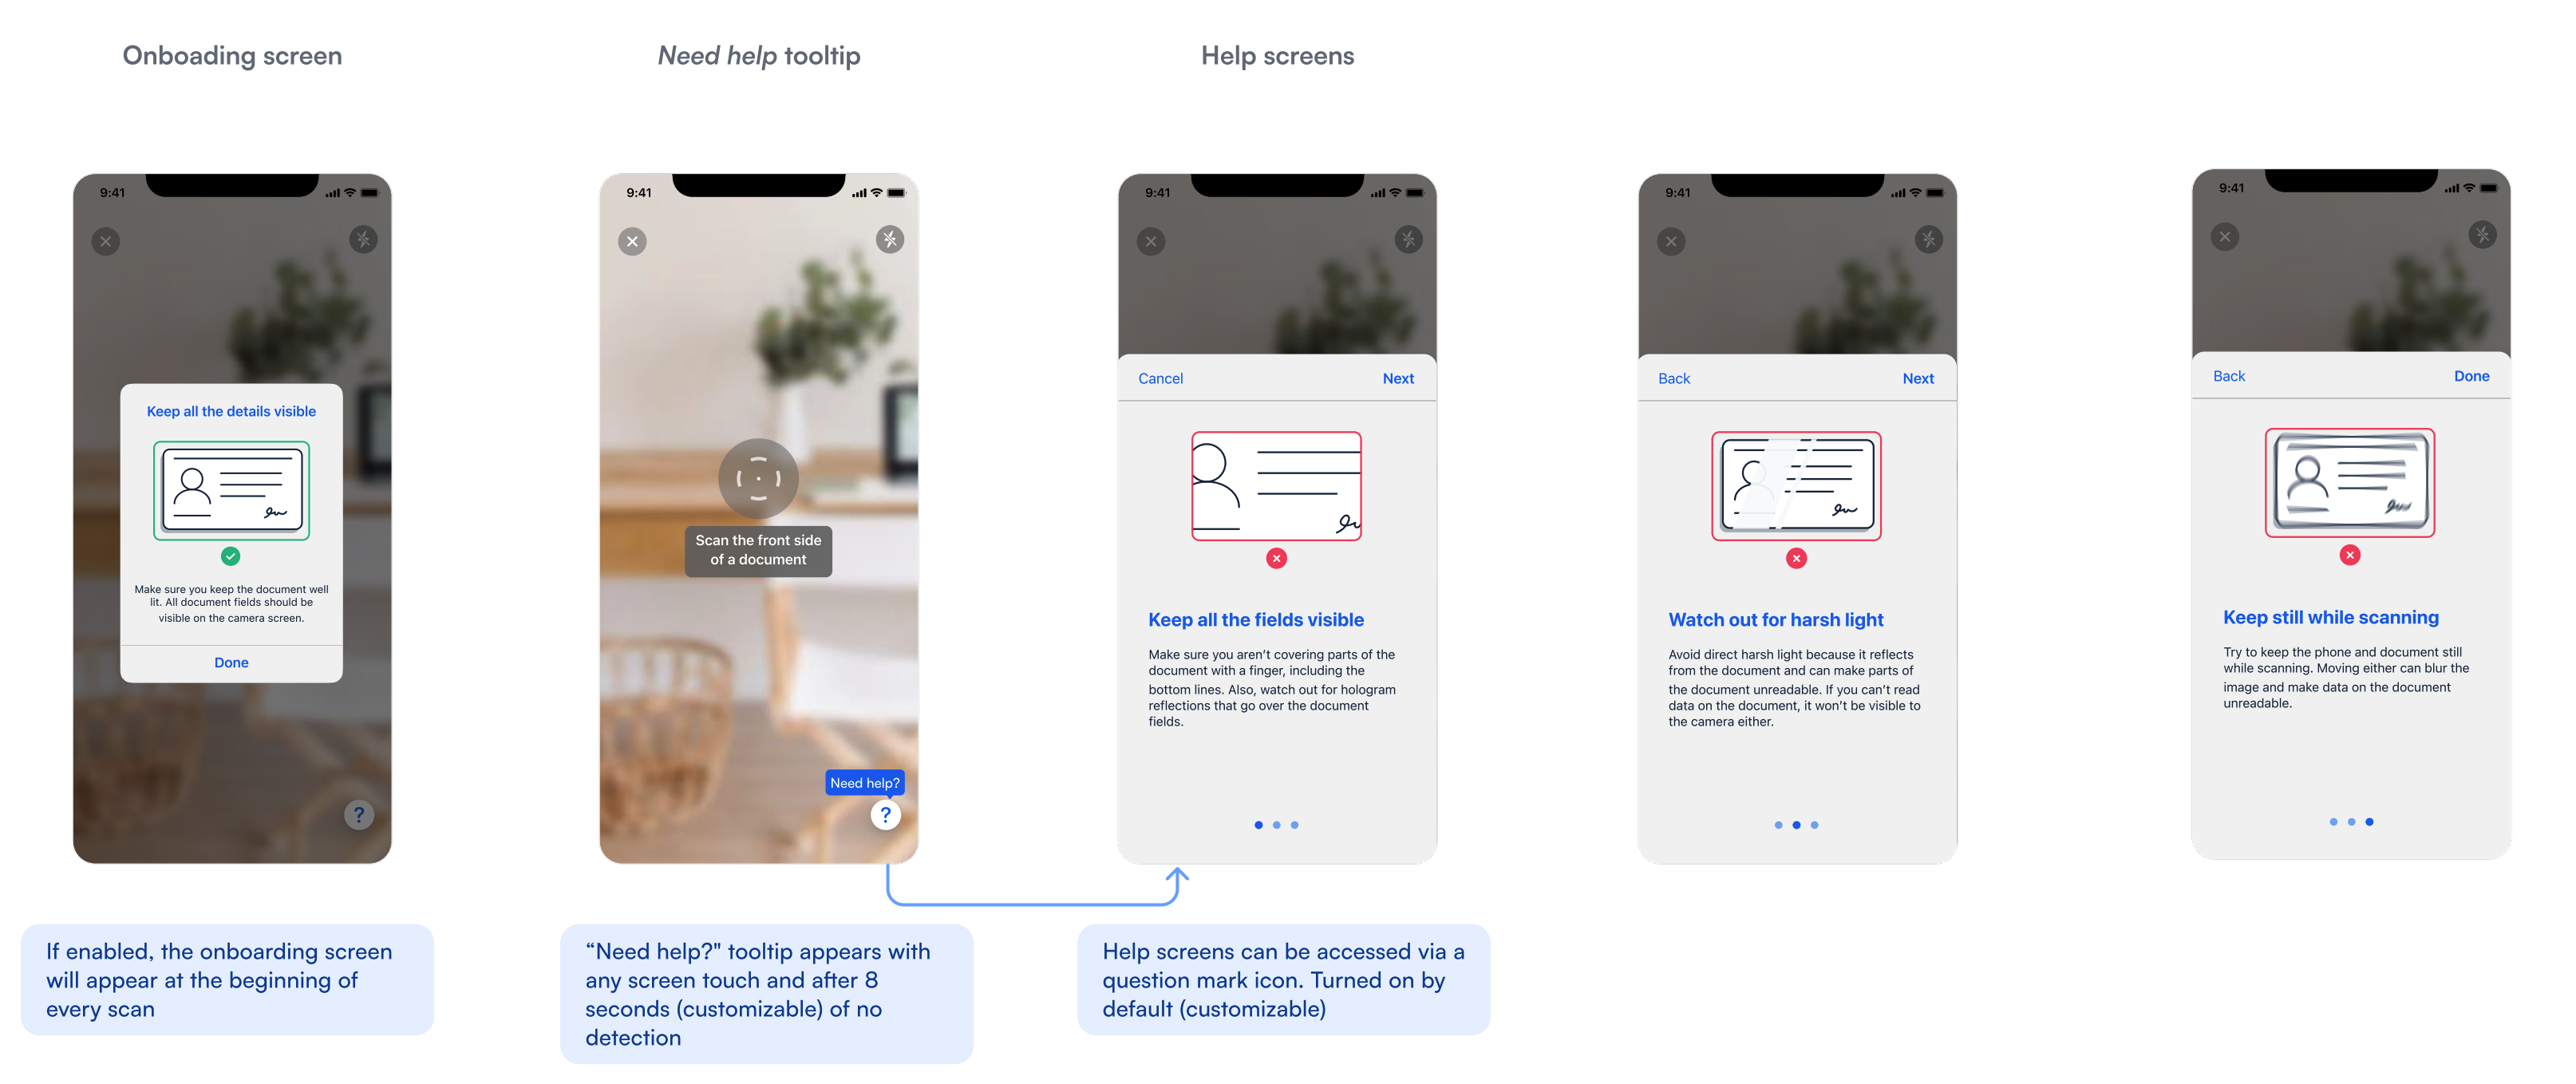 Onboading screen
Need help tooltip
Help screens
9:41
Keep all the details visible
Make sure you keep the document well
lit. All document fields should be
visible on the camera screen.
Done
?
If enabled, the onboarding screen
will appear at the beginning of
every scan
9:41
Scan the front side
of a document
Need help?
?
“Need help?" tooltip appears with
any screen touch and after 8
seconds (customizable) of no
detection
9:41
Cancel
Next
Keep all the fields visible
Make sure you aren’t covering parts of the
document with a finger, including the
bottom lines. Also, watch out for hologram
reflections that go over the document
fields.
Help screens can be accessed via a
question mark icon. Turned on by
default (customizable)
9:41
Back
Next
Watch out for harsh light
Avoid direct harsh light because it reflects
from the document and can make parts of
the document unreadable. If you can’t read
data on the document, it won’t be visible to
the camera either.
9:41
Back
Done
Keep still while scanning
Try to keep the phone and document still
while scanning. Moving either can blur the
image and make data on the document
unreadable.